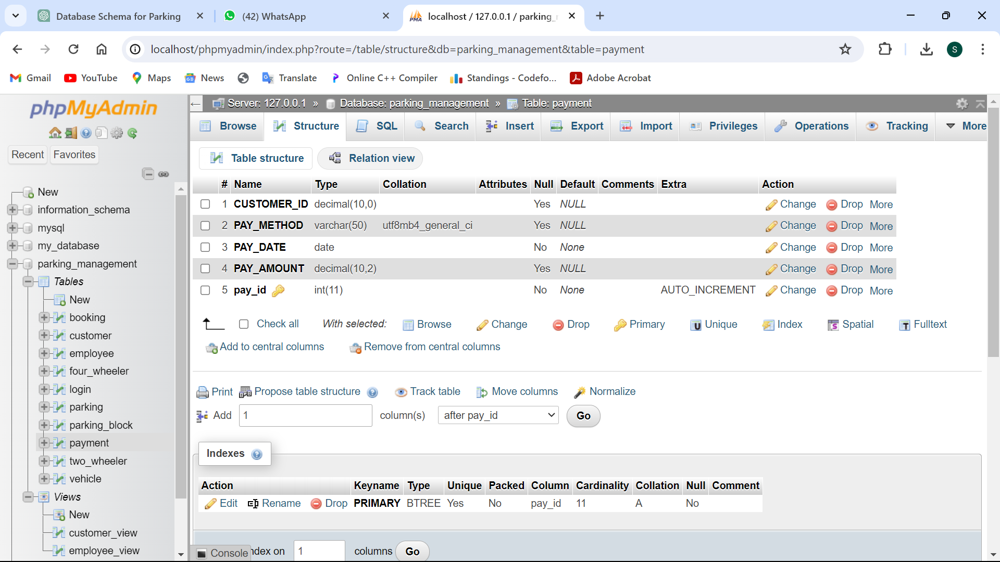 Database Schema for Parking
(42) WhatsApp
localhost / 127.0.0.1 / parking_
localhost/phpmyadmin/index.php?route=/table/structure&db=parking_management&table=payment
S
Gmail YouTube Maps News Translate Online C++ Compiler Standings - Codefo... Adobe Acrobat
phpMyAdmin
Recent Favorites
New
information_schema
mysql
my_database
parking_management
Tables
New
booking
customer
employee
four_wheeler
login
parking
parking_block
payment
two_wheeler
vehicle
Views
New
customer_view
employee_view
Server: 127.0.0.1 » Database: parking_management » Table: payment
Browse Structure SQL Search Insert Export Import Privileges Operations Tracking More
Table structure Relation view
# Name Type Collation Attributes Null Default Comments Extra Action
1 CUSTOMER_ID decimal(10,0) Yes NULL Change Drop More
2 PAY_METHOD varchar(50) utf8mb4_general_ci Yes NULL Change Drop More
3 PAY_DATE date No None Change Drop More
4 PAY_AMOUNT decimal(10,2) Yes NULL Change Drop More
5 pay_id int(11) No None AUTO_INCREMENT Change Drop More
Check all With selected: Browse Change Drop Primary Unique Index Spatial Fulltext
Add to central columns Remove from central columns
Print Propose table structure Track table Move columns Normalize
Add 1 column(s) after pay_id Go
Indexes
Action Keyname Type Unique Packed Column Cardinality Collation Null Comment
Edit Rename Drop PRIMARY BTREE Yes No pay_id 11 A No
Console ndex on 1 columns Go